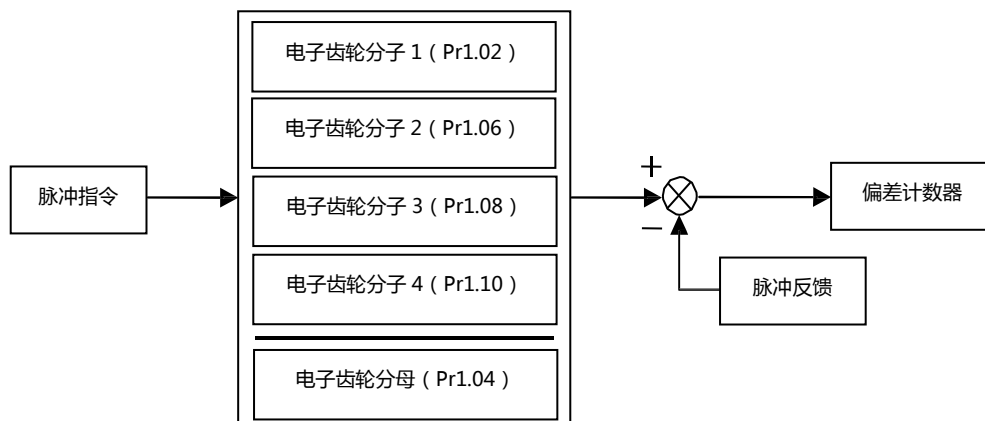 电子齿轮分子 1（Pr1.02）
电子齿轮分子 2（Pr1.06）
脉冲指令
电子齿轮分子 3（Pr1.08）
+
−
偏差计数器
电子齿轮分子 4（Pr1.10）
脉冲反馈
电子齿轮分母（Pr1.04）